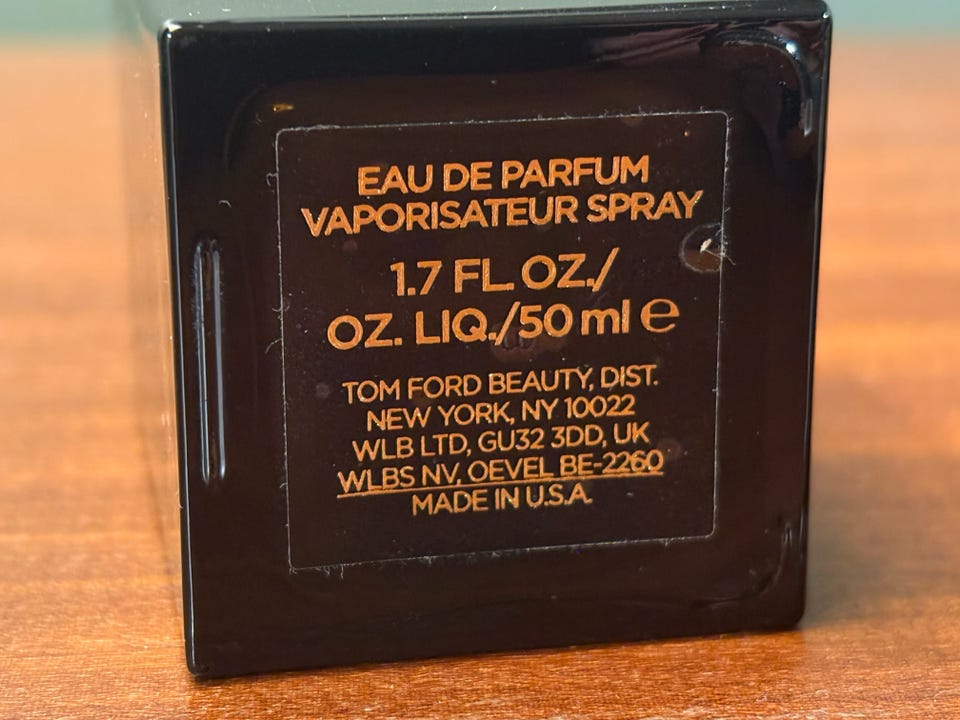 EAU DE PARFUM
VAPORISATEUR SPRAY
1.7 FL. OZ./
OZ. LIQ./50 ml ℮
TOM FORD BEAUTY, DIST.
NEW YORK, NY 10022
WLB LTD, GU32 3DD, UK
WLBS NV, OEVEL BE-2260
MADE IN U.S.A.